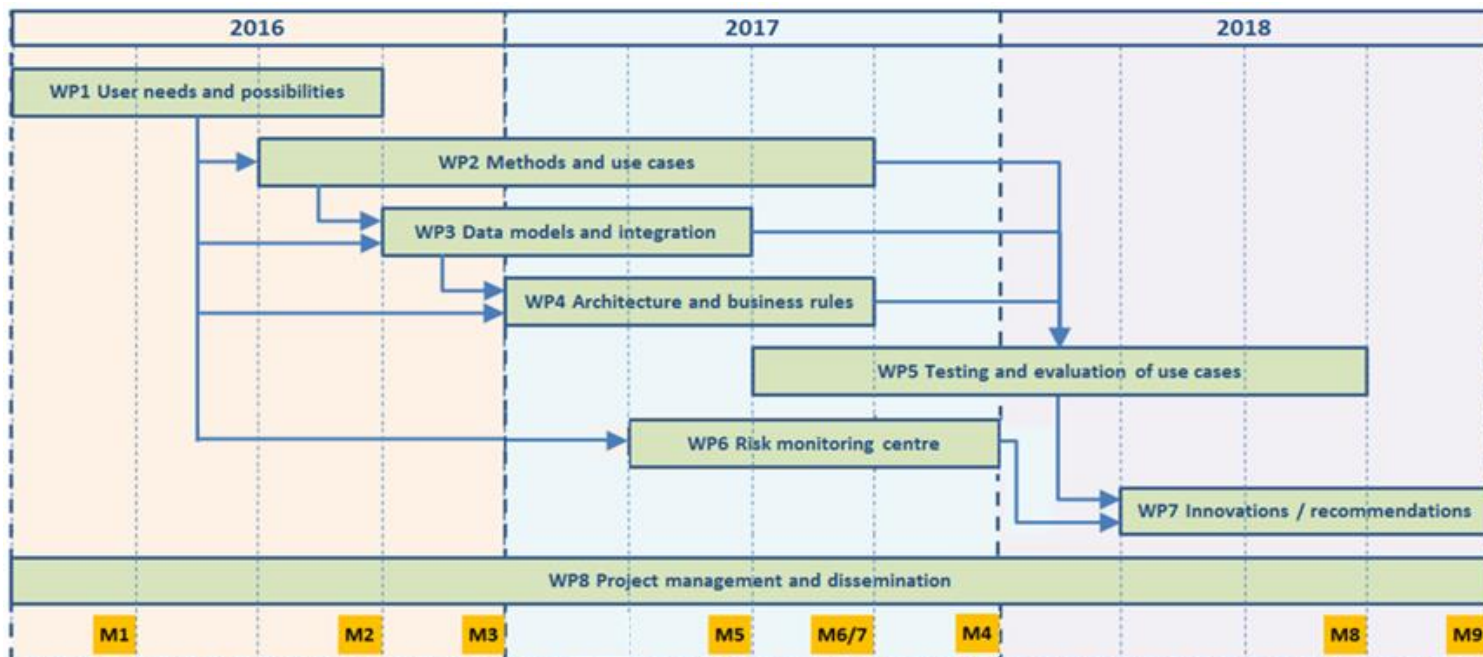 2016 2017 2018
WP1 User needs and possibilities
WP2 Methods and use cases
WP3 Data models and integration
WP4 Architecture and business rules
WP5 Testing and evaluation of use cases
WP6 Risk monitoring centre
WP7 Innovations / recommendations
WP8 Project management and dissemination
M1 M2 M3 M5 M6/7 M4 M8 M9